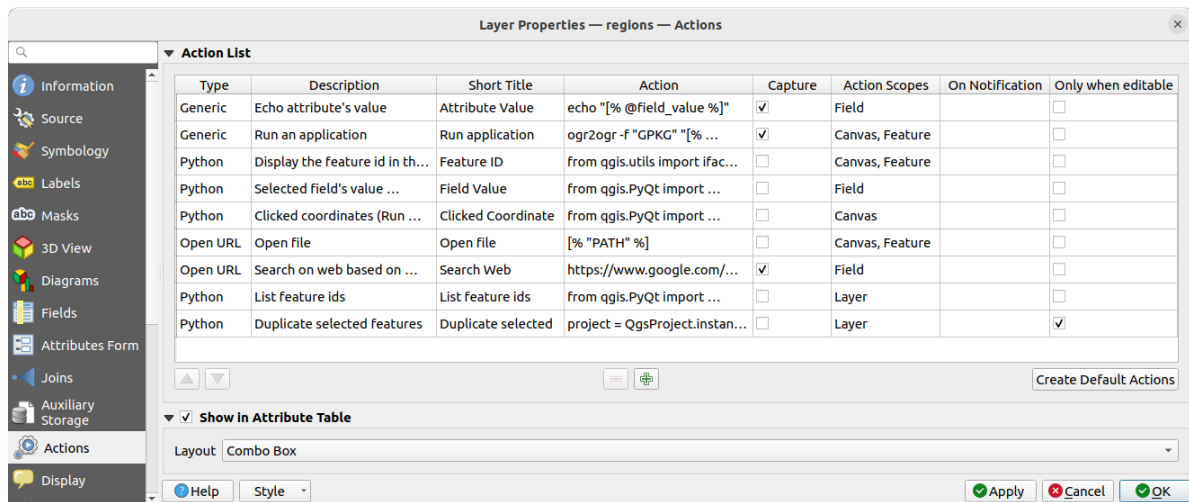 Layer Properties — regions — Actions
Information
Source
Symbology
Labels
Masks
3D View
Diagrams
Fields
Attributes Form
Joins
Auxiliary
Storage
Actions
Display
Action List
Type Description Short Title Action Capture Action Scopes On Notification Only when editable
Generic Echo attribute's value Attribute Value echo "[% @field_value %]" Field
Generic Run an application Run application ogr2ogr -f "GPKG" "[% … Canvas, Feature
Python Display the feature id in th… Feature ID from qgis.utils import ifac… Canvas, Feature
Python Selected field's value … Field Value from qgis.PyQt import … Field
Python Clicked coordinates (Run … Clicked Coordinate from qgis.PyQt import … Canvas
Open URL Open file Open file [% "PATH" %] Canvas, Feature
Open URL Search on web based on … Search Web https://www.google.com/… Field
Python List feature ids List feature ids from qgis.PyQt import … Layer
Python Duplicate selected features Duplicate selected project = QgsProject.instan… Layer
Create Default Actions
Show in Attribute Table
Layout Combo Box
Help Style Apply Cancel OK